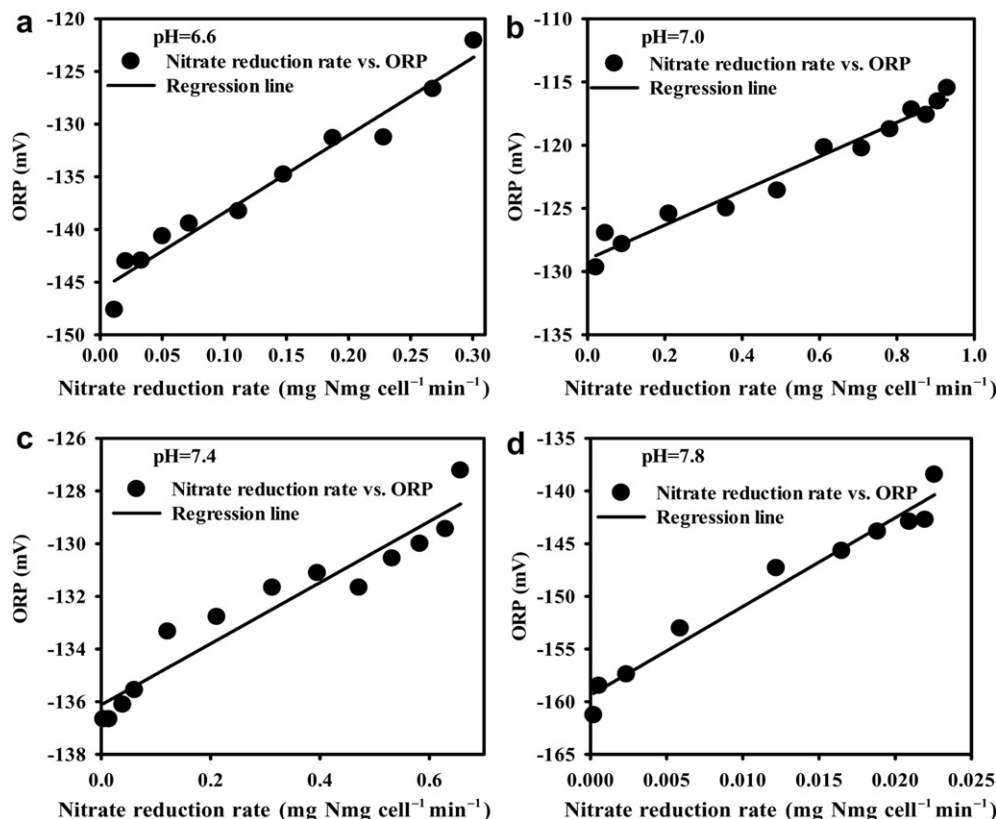 a
pH=6.6
Nitrate reduction rate vs. ORP
Regression line
ORP (mV)
-120
-125
-130
-135
-140
-145
-150
0.00 0.05 0.10 0.15 0.20 0.25 0.30
Nitrate reduction rate (mg Nmg cell⁻¹ min⁻¹)
b
pH=7.0
Nitrate reduction rate vs. ORP
Regression line
ORP (mV)
-115
-120
-125
-130
-135
0.0 0.2 0.4 0.6 0.8 1.0
Nitrate reduction rate (mg Nmg cell⁻¹ min⁻¹)
c
pH=7.4
Nitrate reduction rate vs. ORP
Regression line
ORP (mV)
-126
-128
-130
-132
-134
-136
-138
0.0 0.2 0.4 0.6
Nitrate reduction rate (mg Nmg cell⁻¹ min⁻¹)
d
pH=7.8
Nitrate reduction rate vs. ORP
Regression line
ORP (mV)
-135
-140
-145
-150
-155
-160
-165
0.000 0.005 0.010 0.015 0.020 0.025
Nitrate reduction rate (mg Nmg cell⁻¹ min⁻¹)